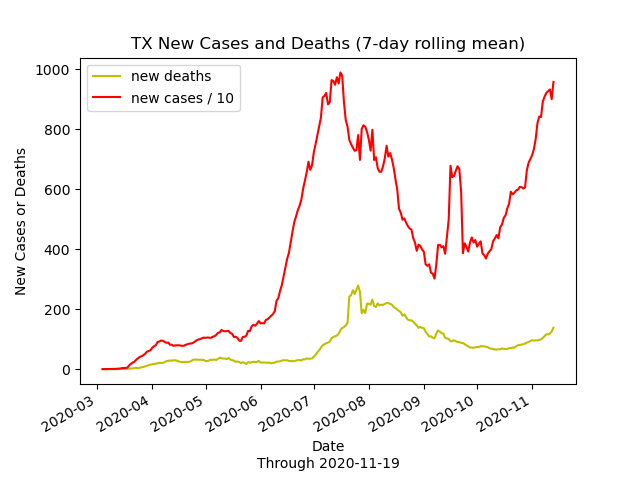 TX New Cases and Deaths (7-day rolling mean)
new deaths
new cases / 10
1000
800
600
400
200
0
New Cases or Deaths
2020-03
2020-04
2020-05
2020-06
2020-07
2020-08
2020-09
2020-10
2020-11
Date
Through 2020-11-19